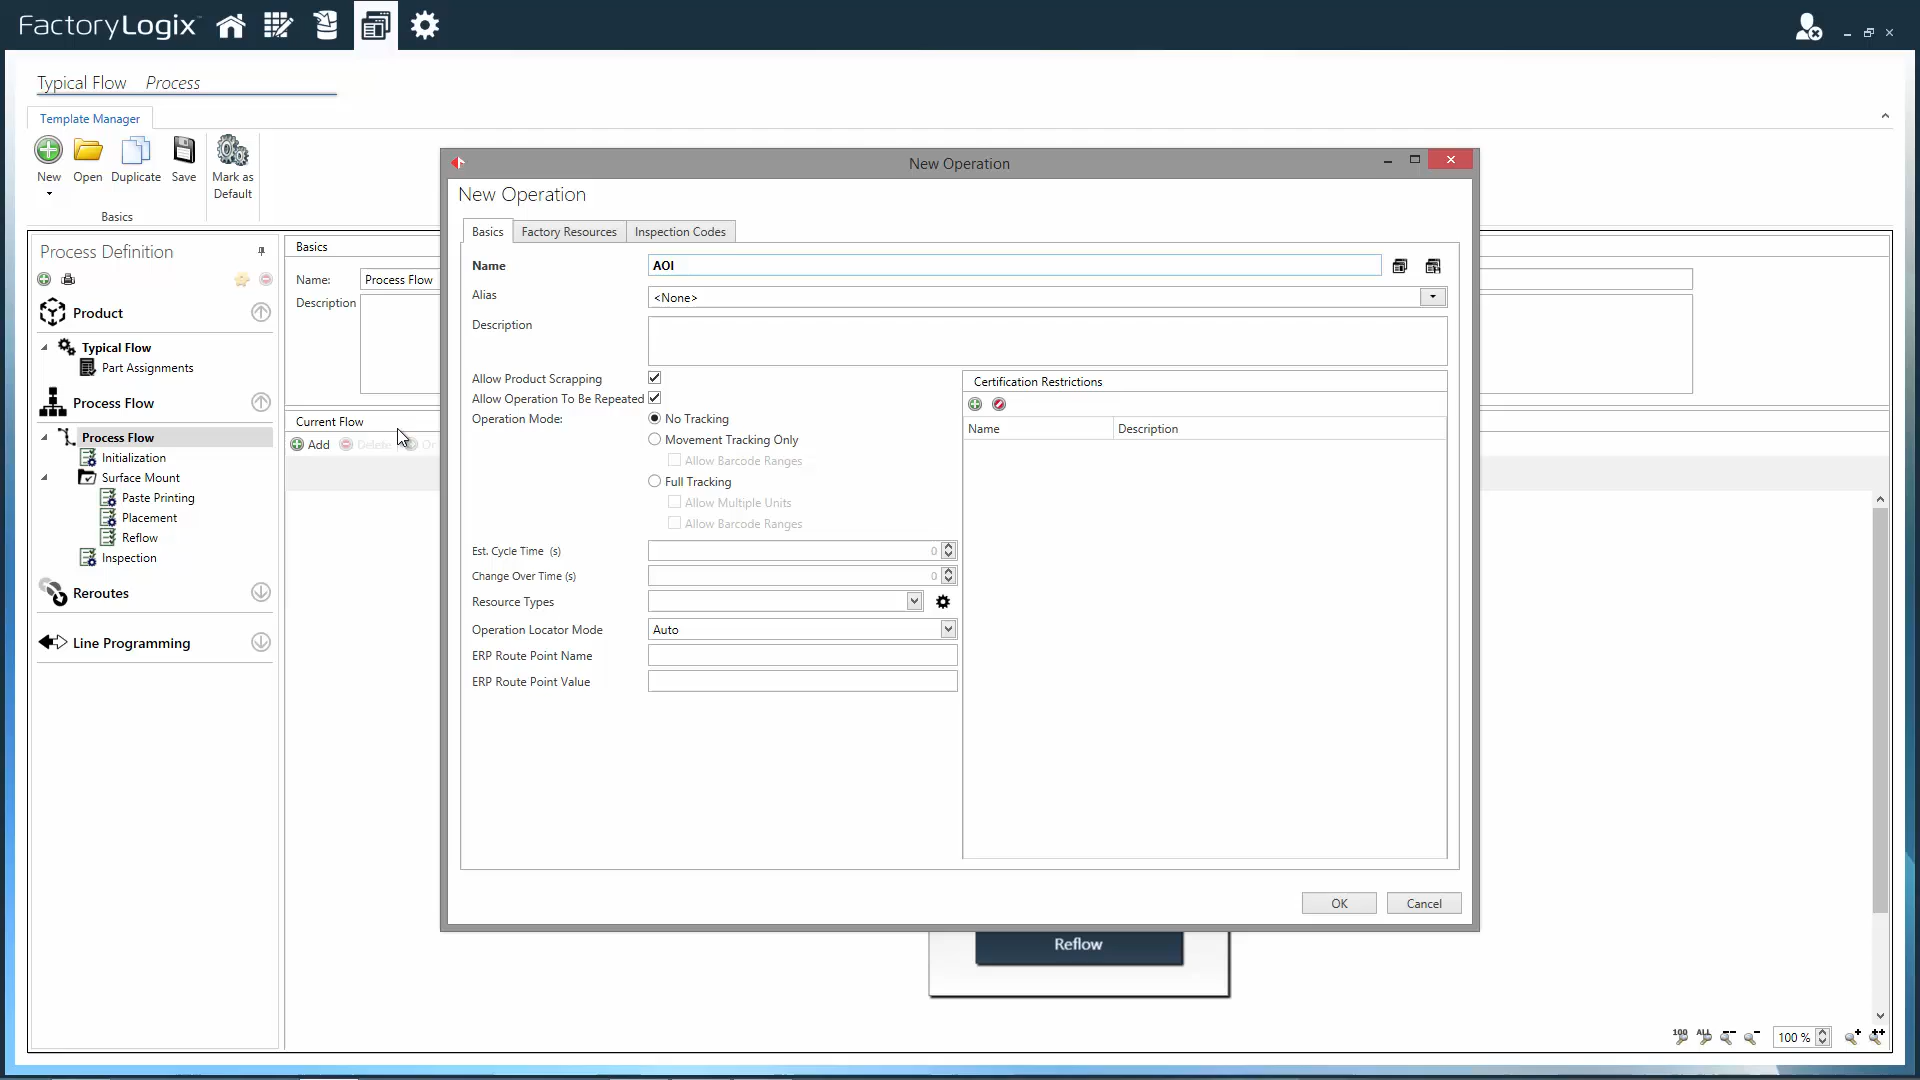 FactoryLogix
Typical Flow Process
Template Manager
New Open Duplicate Save Mark as Default
Basics
Process Definition
Product
Typical Flow
Part Assignments
Process Flow
Process Flow
Initialization
Surface Mount
Paste Printing
Placement
Reflow
Inspection
Reroutes
Line Programming
Basics
Name: Process Flow
Description
Current Flow
Add Delete
New Operation
New Operation
Basics Factory Resources Inspection Codes
Name AOI
Alias <None>
Description
Allow Product Scrapping
Allow Operation To Be Repeated
Operation Mode: No Tracking
Movement Tracking Only
Allow Barcode Ranges
Full Tracking
Allow Multiple Units
Allow Barcode Ranges
Est. Cycle Time (s) 0
Change Over Time (s) 0
Resource Types
Operation Locator Mode Auto
ERP Route Point Name
ERP Route Point Value
Certification Restrictions
Name Description
OK Cancel
Reflow
100 ALL 100 %